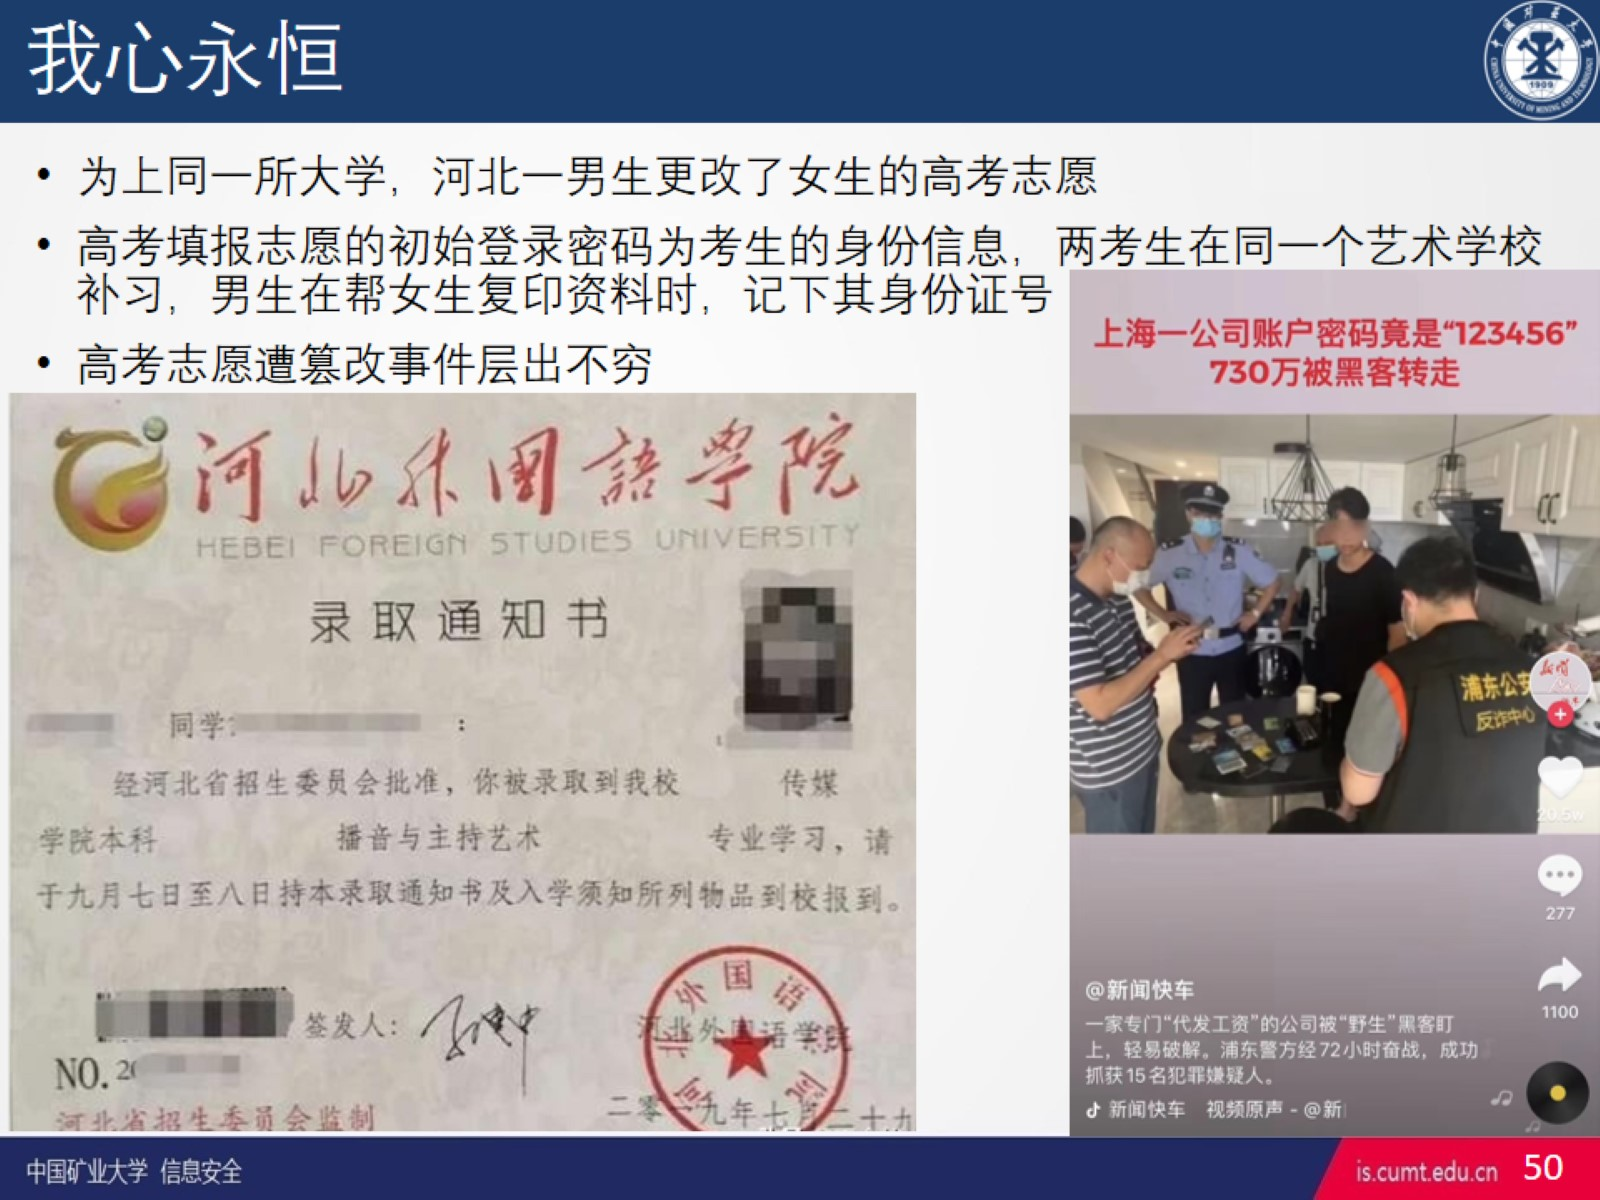 我心永恒
为上同一所大学，河北一男生更改了女生的高考志愿
高考填报志愿的初始登录密码为考生的身份信息，两考生在同一个艺术学校
补习，男生在帮女生复印资料时，记下其身份证号
高考志愿遭篡改事件层出不穷
河北外国語學院
HEBEI FOREIGN STUDIES UNIVERSITY
录取通知书
同学:
:
经河北省招生委员会批准，你被录取到我校 传媒
学院本科 播音与主持艺术 专业学习，请
于九月七日至八日持本录取通知书及入学须知所列物品到校报到。
签发人:
河北外国语学院
NO. 20
二零一九年七月二十九
河北省招生委员会监制
上海一公司账户密码竟是“123456”
730万被黑客转走
浦东公安
反诈中心
20.5w
277
1100
@新闻快车
一家专门“代发工资”的公司被“野生”黑客盯
上，轻易破解。浦东警方经72小时奋战，成功
抓获15名犯罪嫌疑人。
新闻快车 视频原声 - @新
中国矿业大学 信息安全
is.cumt.edu.cn 50